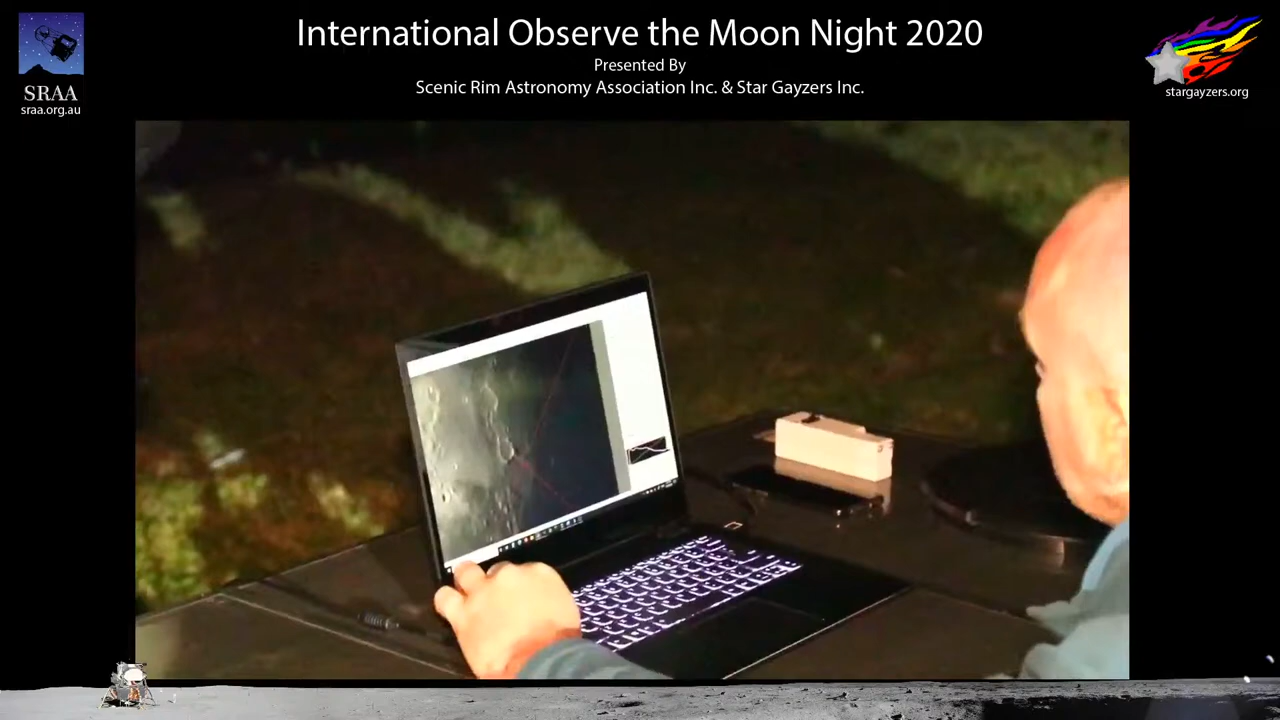 International Observe the Moon Night 2020
Presented By
Scenic Rim Astronomy Association Inc. & Star Gayzers Inc.
SRAA
sraa.org.au
stargayzers.org